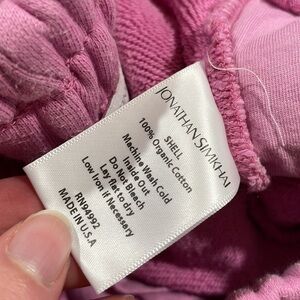 JONATHAN SIMKHAI
SHELL
100% Organic Cotton
Machine Wash Cold
Inside Out
Do Not Bleach
Lay flat to dry
Low Iron if Necessary
RN94992
MADE IN U.S.A